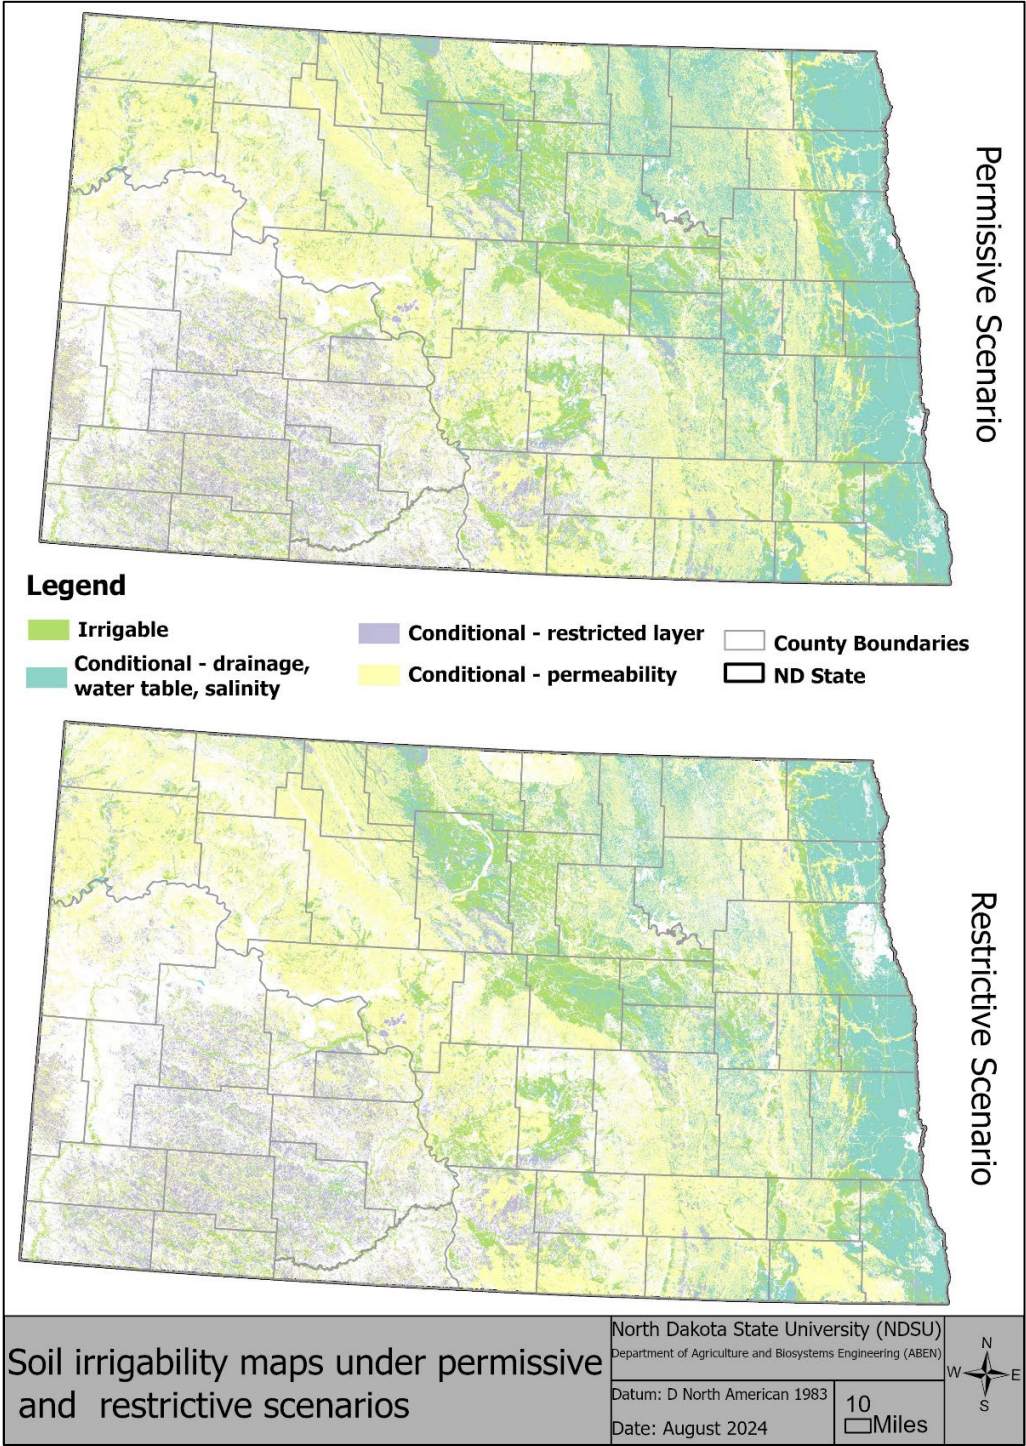 Permissive Scenario
Legend
Irrigable
Conditional - drainage,
water table, salinity
Conditional - restricted layer
Conditional - permeability
County Boundaries
ND State
Restrictive Scenario
Soil irrigability maps under permissive
and restrictive scenarios
North Dakota State University (NDSU)
Department of Agriculture and Biosystems Engineering (ABEN)
Datum: D North American 1983
Date: August 2024
10
Miles
N
W
E
S